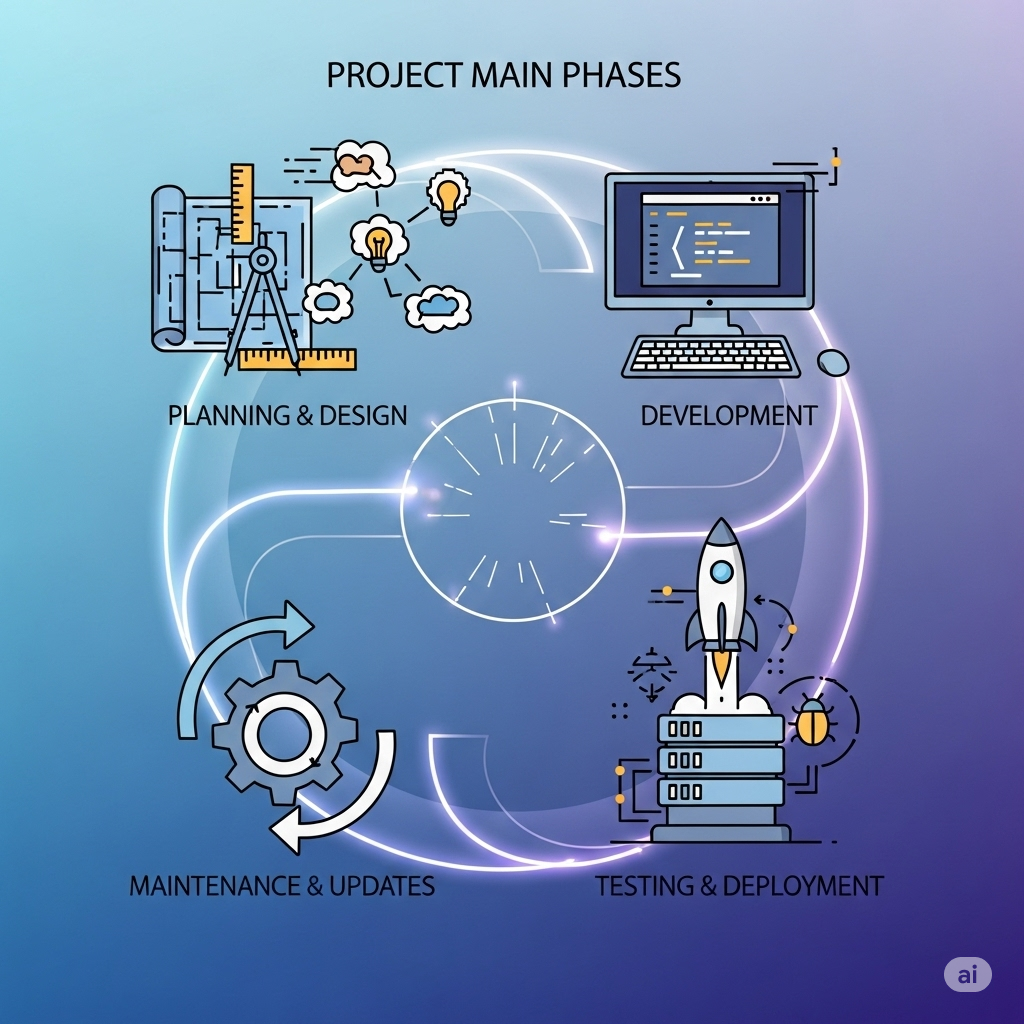 PROJECT MAIN PHASES
PLANNING & DESIGN
DEVELOPMENT
MAINTENANCE & UPDATES
TESTING & DEPLOYMENT
ai